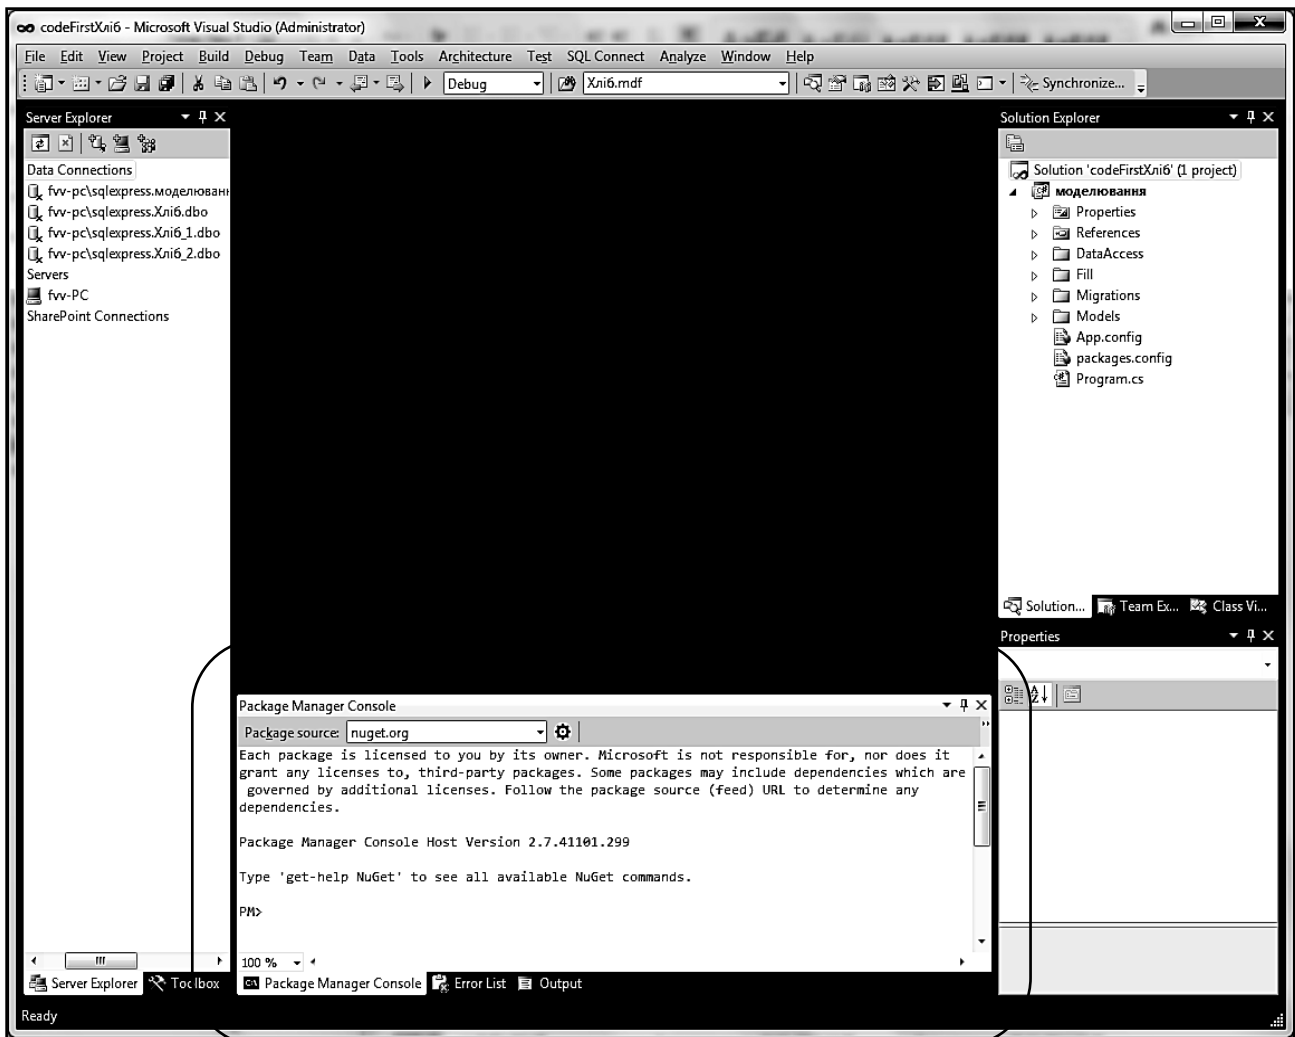 codeFirstХліб - Microsoft Visual Studio (Administrator)
File Edit View Project Build Debug Team Data Tools Architecture Test SQL Connect Analyze Window Help
Debug Хліб.mdf Synchronize...
Server Explorer
Data Connections
fvv-pc\sqlexpress.моделюванн
fvv-pc\sqlexpress.Хліб.dbo
fvv-pc\sqlexpress.Хліб_1.dbo
fvv-pc\sqlexpress.Хліб_2.dbo
Servers
fvv-PC
SharePoint Connections
Server Explorer Toolbox
Package Manager Console
Package source: nuget.org
Each package is licensed to you by its owner. Microsoft is not responsible for, nor does it
grant any licenses to, third-party packages. Some packages may include dependencies which are
governed by additional licenses. Follow the package source (feed) URL to determine any
dependencies.
Package Manager Console Host Version 2.7.41101.299
Type 'get-help NuGet' to see all available NuGet commands.
PM>
100 %
Package Manager Console Error List Output
Solution Explorer
Solution 'codeFirstХліб' (1 project)
моделювання
Properties
References
DataAccess
Fill
Migrations
Models
App.config
packages.config
Program.cs
Solution... Team Ex... Class Vi...
Properties
Ready